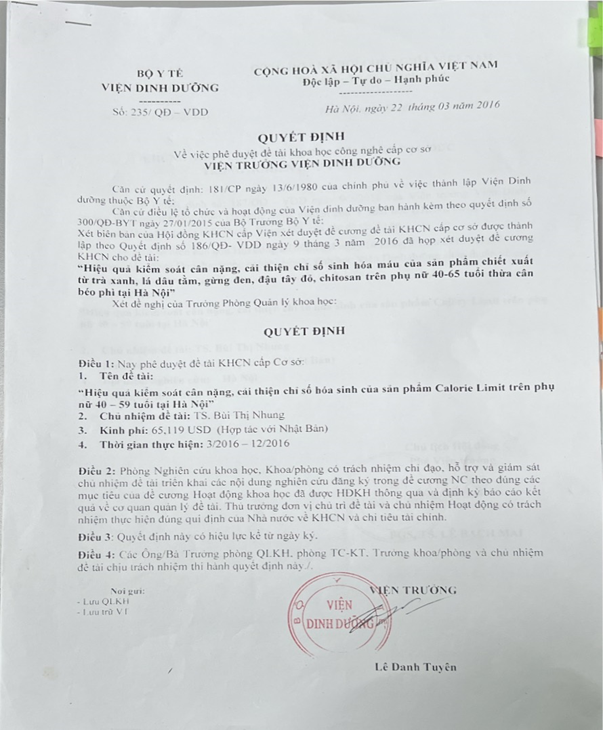 BỘ Y TẾ
VIỆN DINH DƯỠNG
Số: 235/ QĐ – VDD
CỘNG HOÀ XÃ HỘI CHỦ NGHĨA VIỆT NAM
Độc lập – Tự do – Hạnh phúc
Hà Nội, ngày 22 tháng 03 năm 2016
QUYẾT ĐỊNH
Về việc phê duyệt đề tài khoa học công nghệ cấp cơ sở
VIỆN TRƯỞNG VIỆN DINH DƯỠNG
Căn cứ quyết định: 181/CP ngày 13/6/1980 của chính phủ về việc thành lập Viện Dinh
dưỡng thuộc Bộ Y tế;
Căn cứ điều lệ tổ chức và hoạt động của Viện dinh dưỡng ban hành kèm theo quyết định số
300/QĐ-BYT ngày 27/01/2015 của Bộ Trưởng Bộ Y tế;
Xét biên bản của Hội đồng KHCN cấp Viện xét duyệt đề cương đề tài KHCN cấp cơ sở được thành
lập theo Quyết định số 186/QĐ- VDD ngày 9 tháng 3 năm 2016 đã họp xét duyệt đề cương
KHCN cho đề tài:
"Hiệu quả kiểm soát cân nặng, cải thiện chỉ số sinh hóa máu của sản phẩm chiết xuất
từ trà xanh, lá dâu tằm, gừng đen, đậu tây đỏ, chitosan trên phụ nữ 40-65 tuổi thừa cân
béo phì tại Hà Nội"
Xét đề nghị của Trưởng Phòng Quản lý khoa học:
QUYẾT ĐỊNH
Điều 1: Nay phê duyệt đề tài KHCN cấp Cơ sở:
1. Tên đề tài:
"Hiệu quả kiểm soát cân nặng, cải thiện chỉ số hóa sinh của sản phẩm Calorie Limit trên phụ
nữ 40 – 59 tuổi tại Hà Nội"
2. Chủ nhiệm đề tài: TS. Bùi Thị Nhung
3. Kinh phí: 65,119 USD (Hợp tác với Nhật Bản)
4. Thời gian thực hiện: 3/2016 – 12/2016
Điều 2: Phòng Nghiên cứu khoa học, Khoa/phòng có trách nhiệm chỉ đạo, hỗ trợ và giám sát
chủ nhiệm đề tài triển khai các nội dung nghiên cứu đăng ký trong đề cương NC theo đúng các
mục tiêu của đề cương Hoạt động khoa học đã được HĐKH thông qua và định kỳ báo cáo kết
quả về cơ quan quản lý đề tài. Thủ trưởng đơn vị chủ trì đề tài và chủ nhiệm Hoạt động có trách
nhiệm thực hiện đúng qui định của Nhà nước về KHCN và chi tiêu tài chính.
Điều 3: Quyết định này có hiệu lực kể từ ngày ký.
Điều 4: Các Ông/Bà Trưởng phòng QLKH, phòng TC-KT, Trưởng khoa/phòng và chủ nhiệm
đề tài chịu trách nhiệm thi hành quyết định này./.
Nơi gửi:
- Lưu QLKH
- Lưu trữ VT
VIỆN TRƯỞNG
VIỆN
DINH DƯỠNG
Lê Danh Tuyên